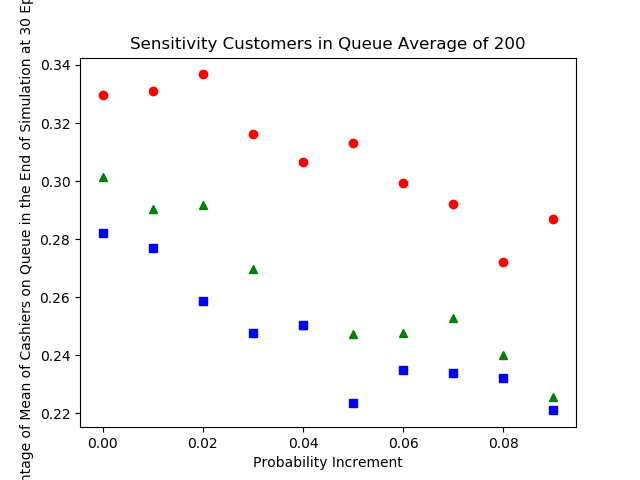 Sensitivity Customers in Queue Average of 200
of Mean of Cashiers on Queue in the End of Simulation at 30
0.34
0.32
0.30
0.28
0.26
0.24
0.22
0.00 0.02 0.04 0.06 0.08
Probability Increment